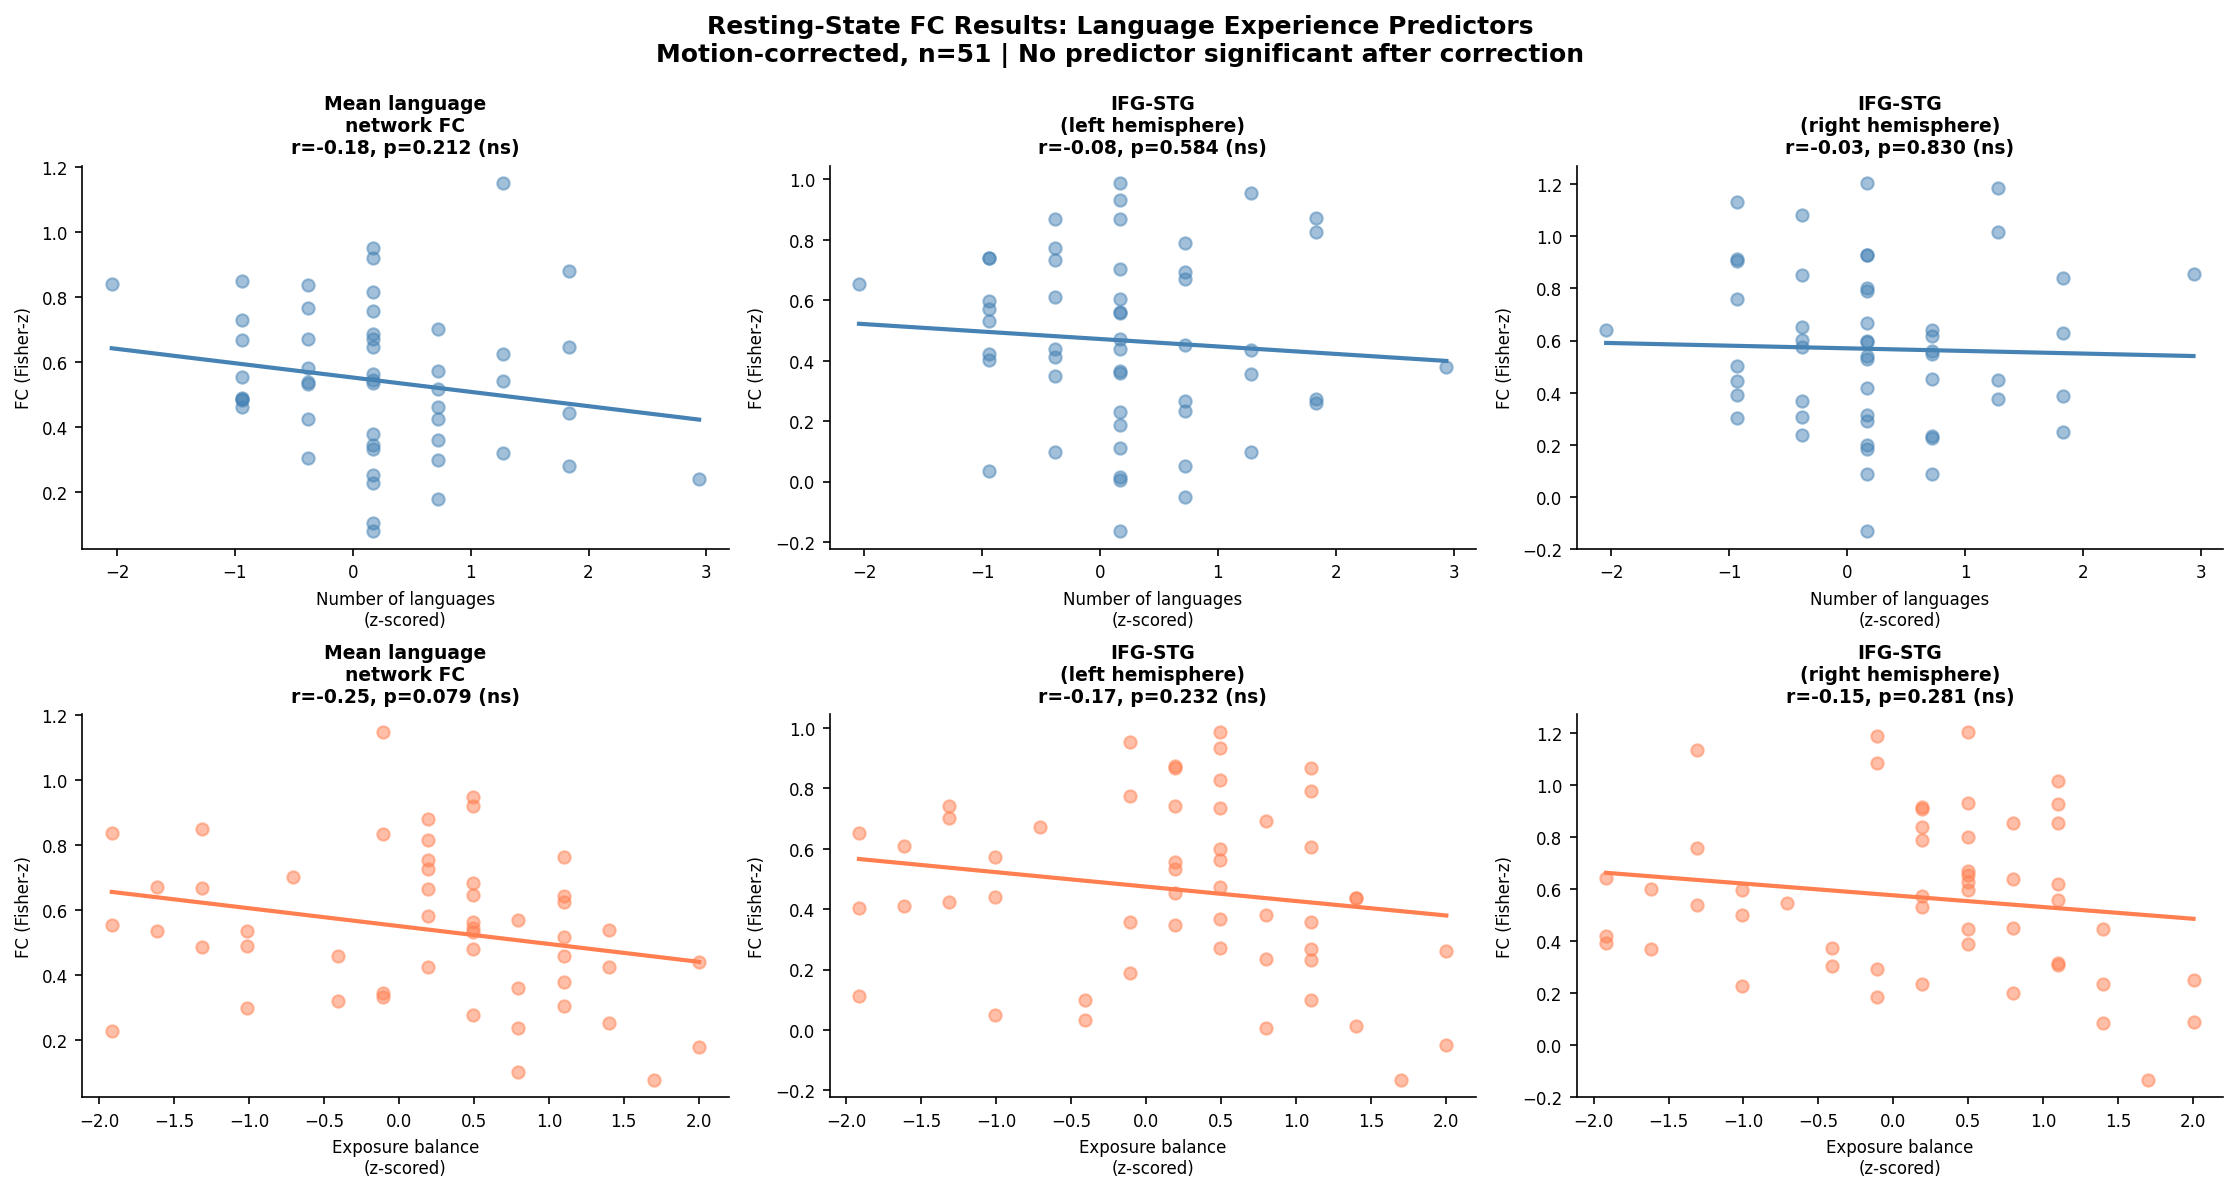 Resting-State FC Results: Language Experience Predictors
Motion-corrected, n=51 | No predictor significant after correction
Mean language
network FC
r=-0.18, p=0.212 (ns)
1.2
1.0
0.8
0.6
0.4
0.2
FC (Fisher-z)
−2
−1
0
1
2
3
Number of languages
(z-scored)
IFG-STG
(left hemisphere)
r=-0.08, p=0.584 (ns)
1.0
0.8
0.6
0.4
0.2
0.0
−0.2
FC (Fisher-z)
−2
−1
0
1
2
3
Number of languages
(z-scored)
IFG-STG
(right hemisphere)
r=-0.03, p=0.830 (ns)
1.2
1.0
0.8
0.6
0.4
0.2
0.0
−0.2
FC (Fisher-z)
−2
−1
0
1
2
3
Number of languages
(z-scored)
Mean language
network FC
r=-0.25, p=0.079 (ns)
1.2
1.0
0.8
0.6
0.4
0.2
FC (Fisher-z)
−2.0
−1.5
−1.0
−0.5
0.0
0.5
1.0
1.5
2.0
Exposure balance
(z-scored)
IFG-STG
(left hemisphere)
r=-0.17, p=0.232 (ns)
1.0
0.8
0.6
0.4
0.2
0.0
−0.2
FC (Fisher-z)
−2.0
−1.5
−1.0
−0.5
0.0
0.5
1.0
1.5
2.0
Exposure balance
(z-scored)
IFG-STG
(right hemisphere)
r=-0.15, p=0.281 (ns)
1.2
1.0
0.8
0.6
0.4
0.2
0.0
−0.2
FC (Fisher-z)
−2.0
−1.5
−1.0
−0.5
0.0
0.5
1.0
1.5
2.0
Exposure balance
(z-scored)